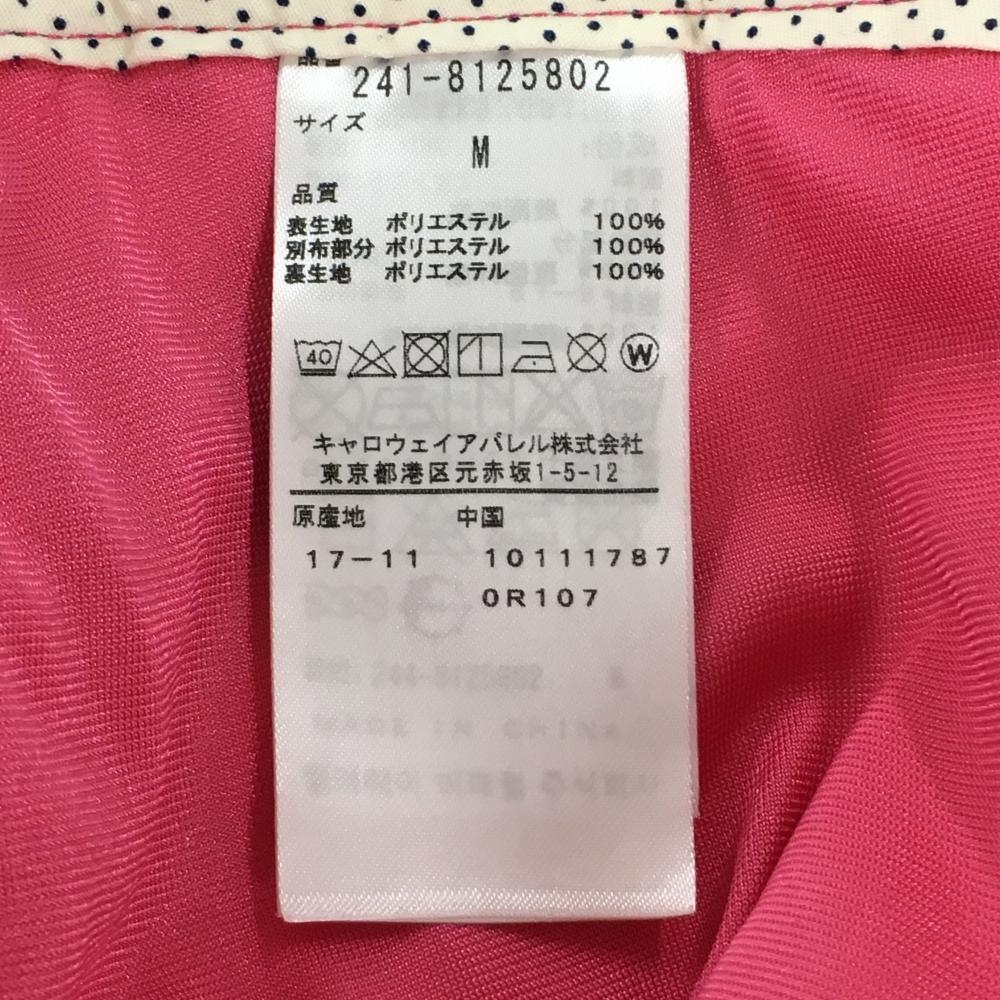 241-8125802
サイズ
M
品質
表生地 ポリエステル 100%
別布部分 ポリエステル 100%
裏生地 ポリエステル 100%
40 W
キャロウェイアパレル株式会社
東京都港区元赤坂1-5-12
原産地 中国
17-11 10111787
0R107